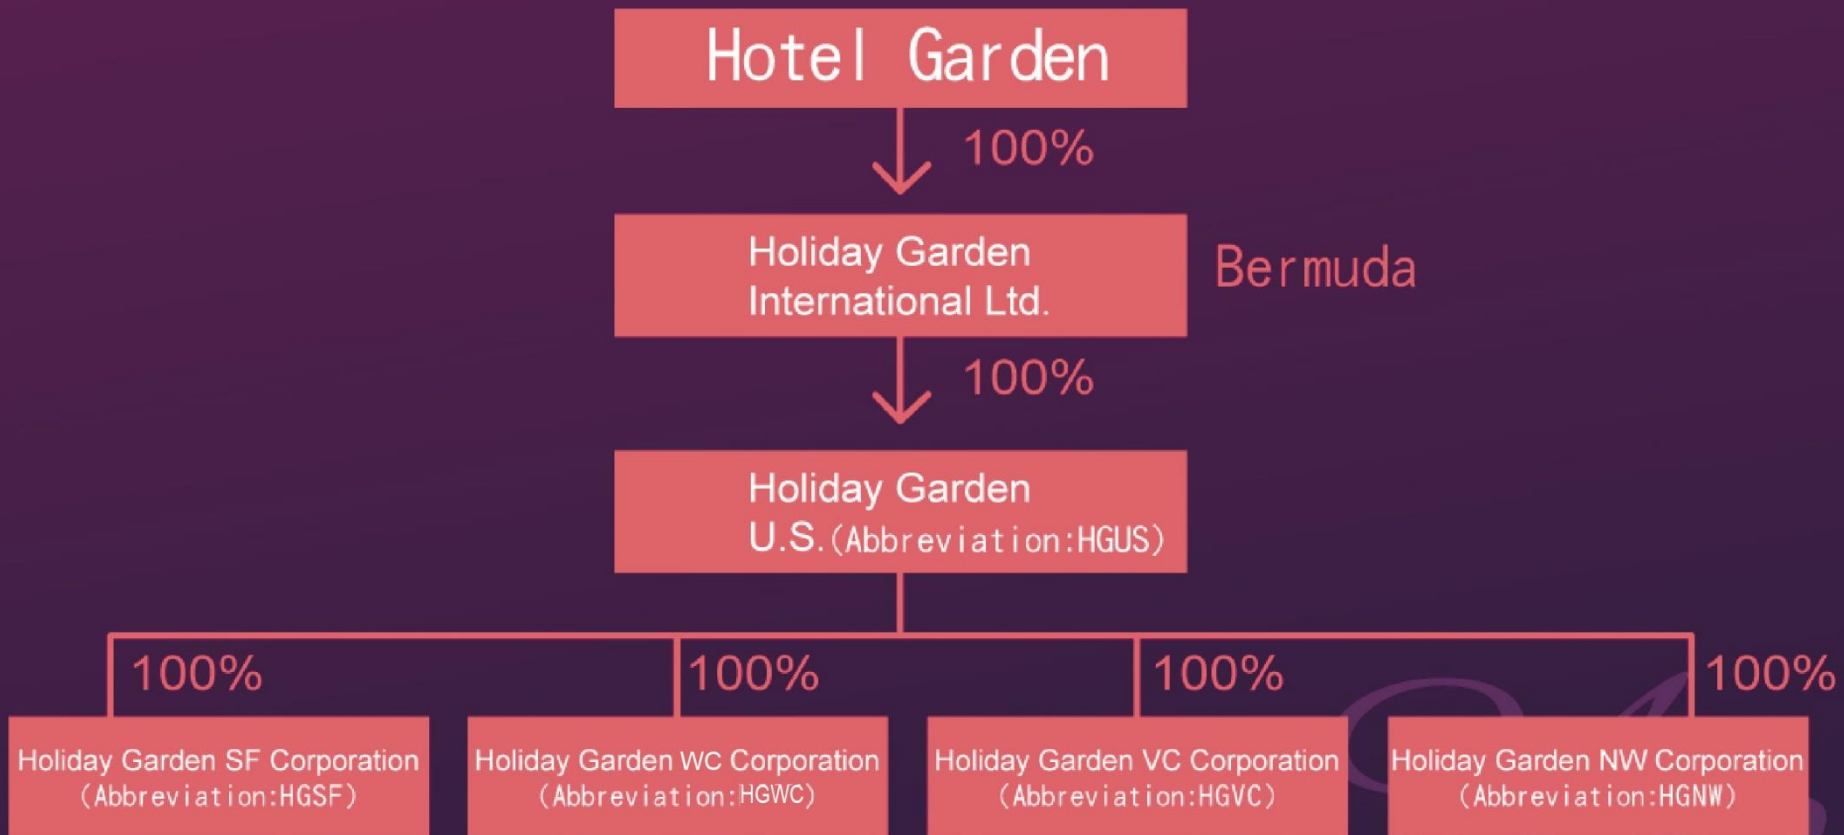 Hotel Garden
100%
Holiday Garden
International Ltd.
Bermuda
100%
Holiday Garden
U.S.(Abbreviation:HGUS)
100%
100%
100%
100%
Holiday Garden SF Corporation
(Abbreviation:HGSF)
Holiday Garden WC Corporation
(Abbreviation:HGWC)
Holiday Garden VC Corporation
(Abbreviation:HGVC)
Holiday Garden NW Corporation
(Abbreviation:HGNW)